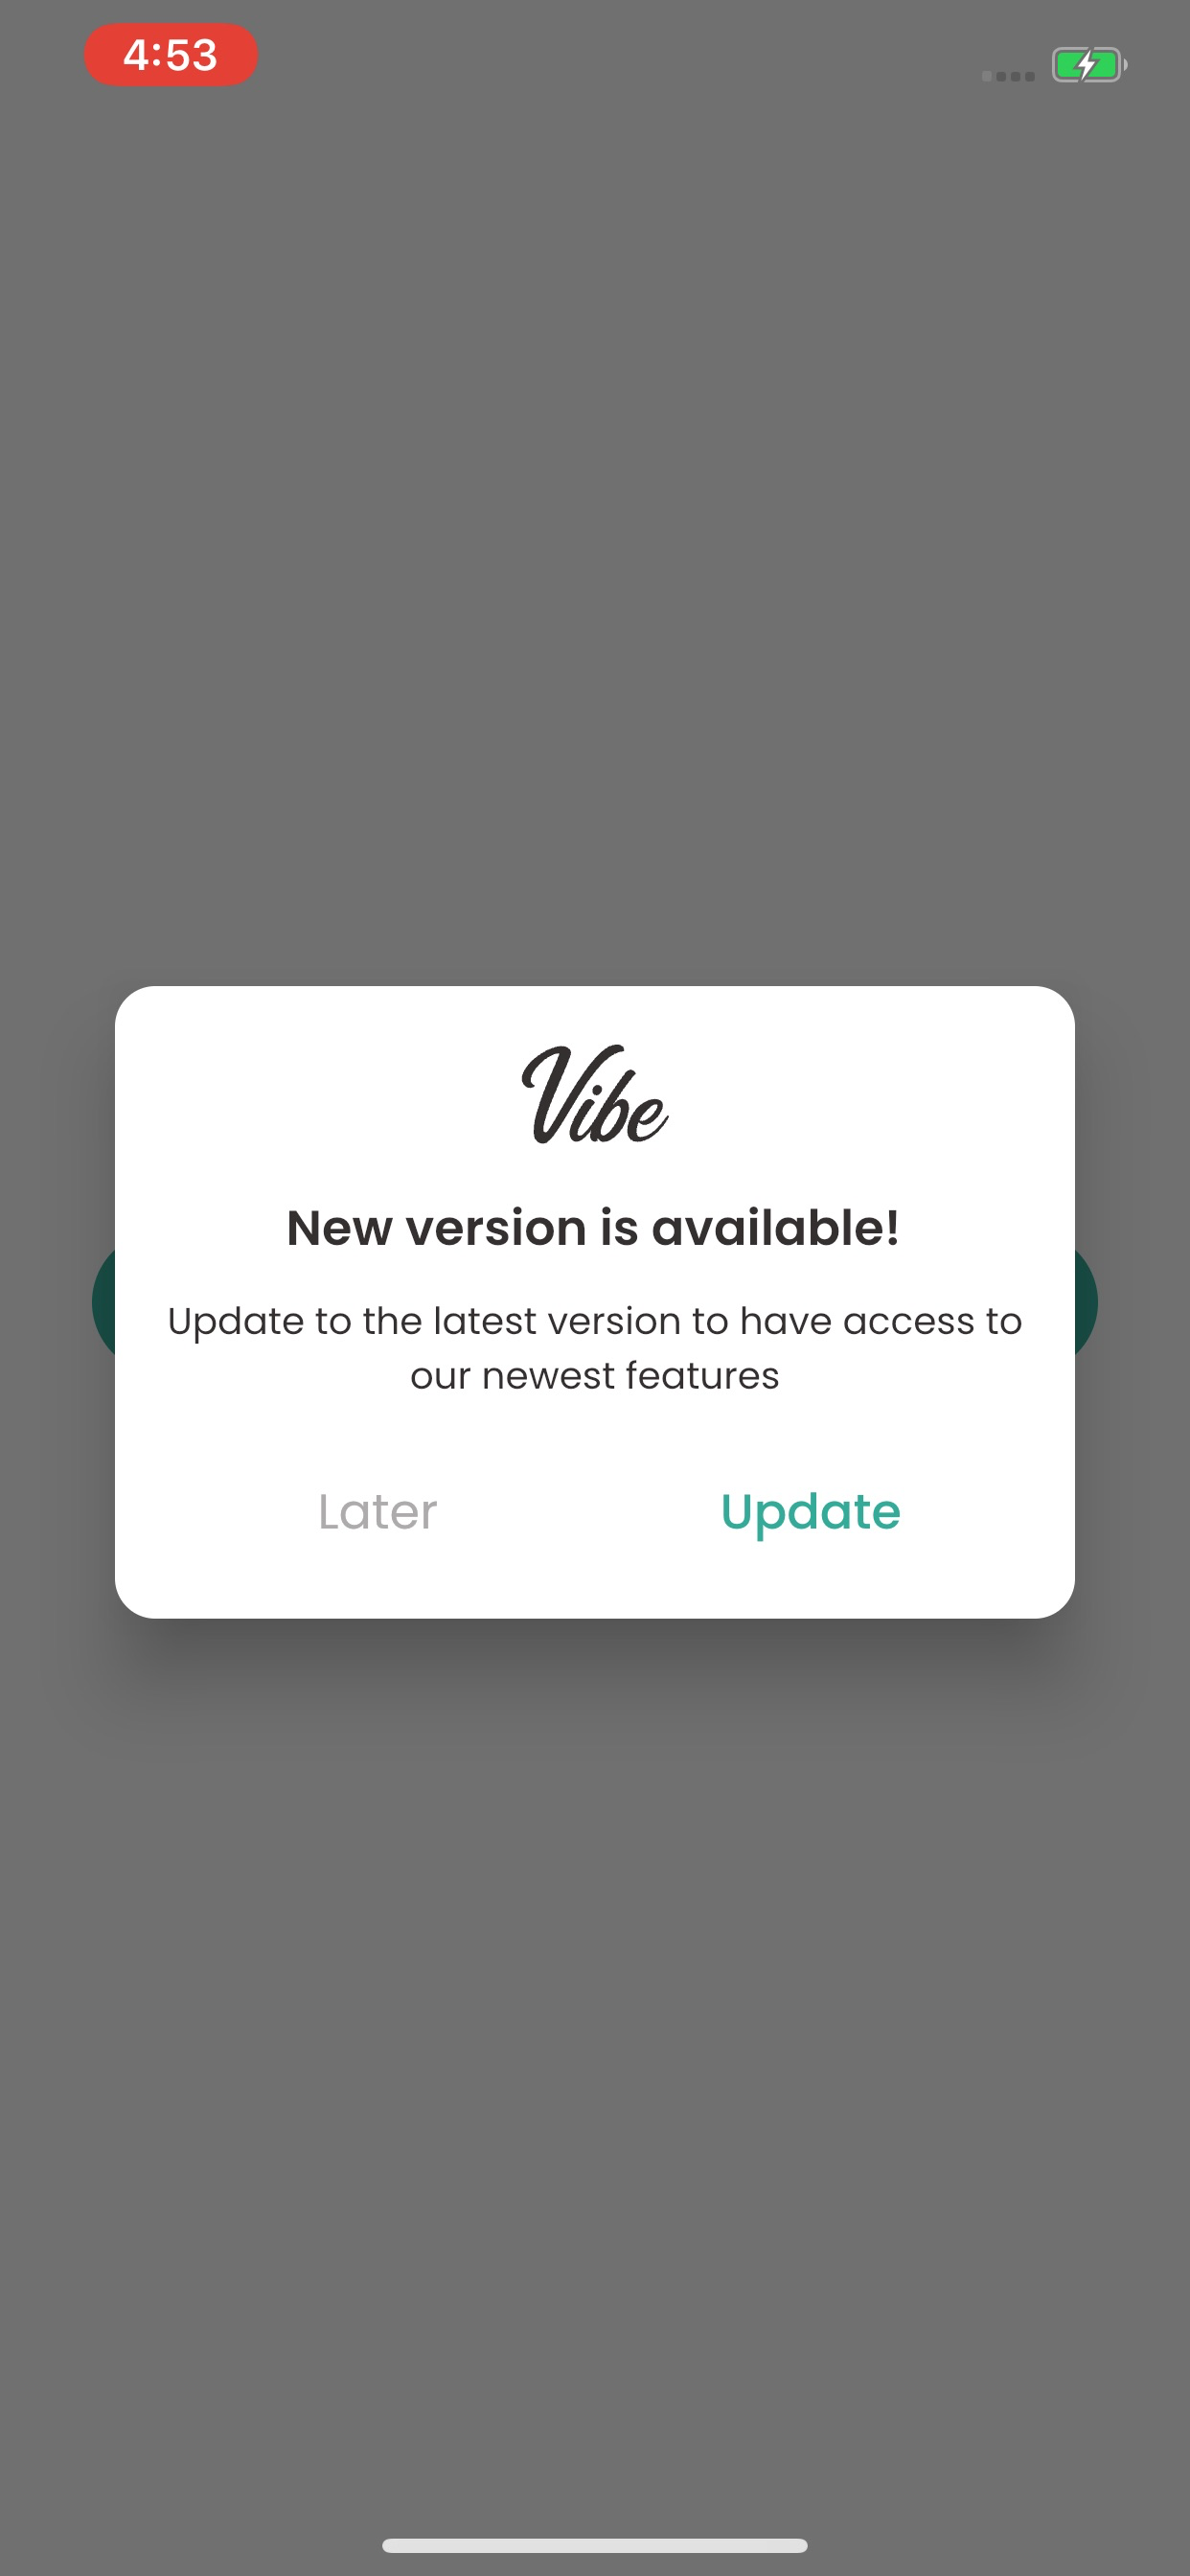 4:53
Vibe
New version is available!
Update to the latest version to have access to
our newest features
Later Update